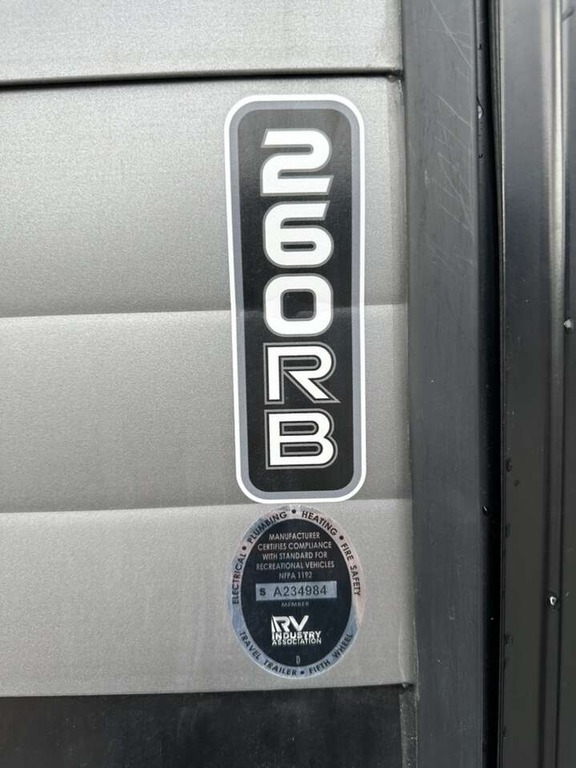 260RB
ELECTRICAL • PLUMBING • HEATING • FIRE SAFETY
MANUFACTURER
CERTIFIES COMPLIANCE
WITH STANDARD FOR
RECREATIONAL VEHICLES
NFPA 1192
S A234984
MEMBER
RV
INDUSTRY
ASSOCIATION
D
TRAVEL TRAILER • FIFTH WHEEL